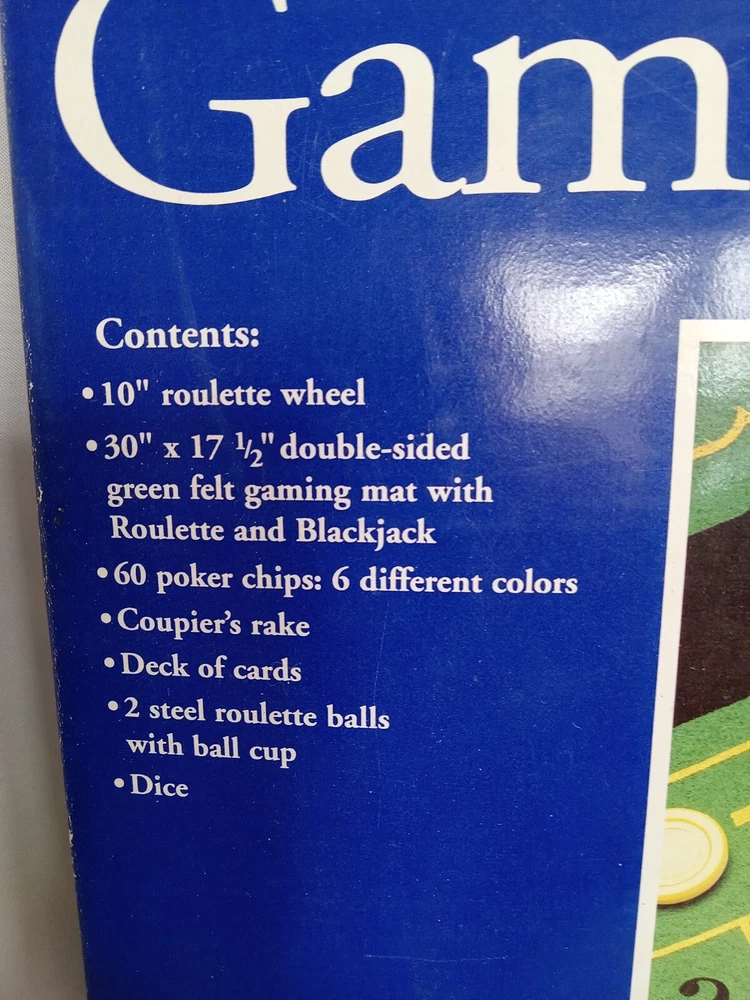 Gam
Contents:
• 10" roulette wheel
• 30" x 17 1/2" double-sided
green felt gaming mat with
Roulette and Blackjack
• 60 poker chips: 6 different colors
• Coupier's rake
• Deck of cards
• 2 steel roulette balls
with ball cup
• Dice